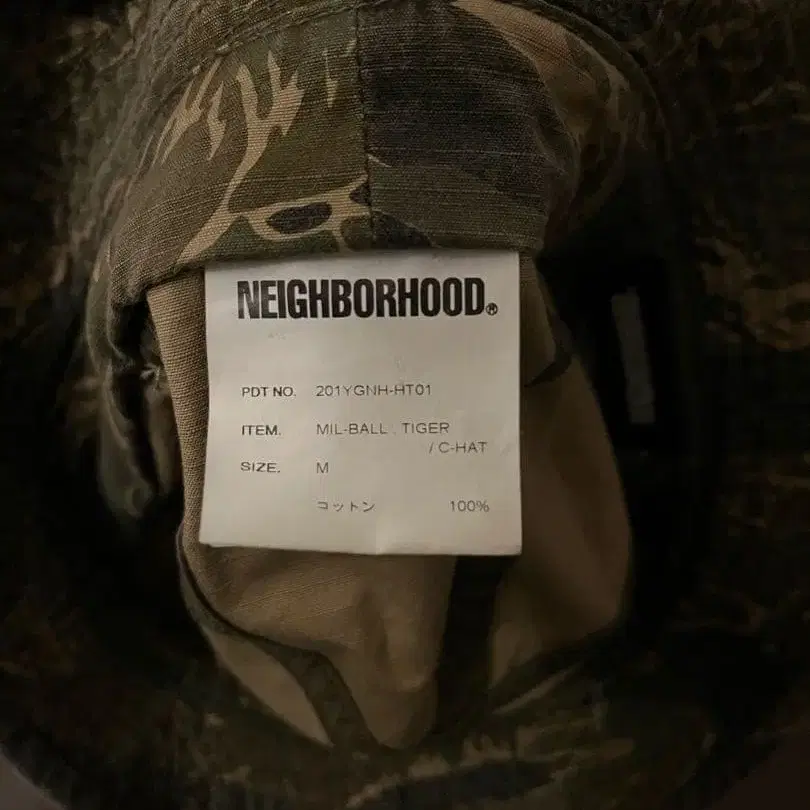 NEIGHBORHOOD®
PDT NO. 201YGNH-HT01
ITEM. MIL-BALL . TIGER
/ C-HAT
SIZE. M
コットン 100%